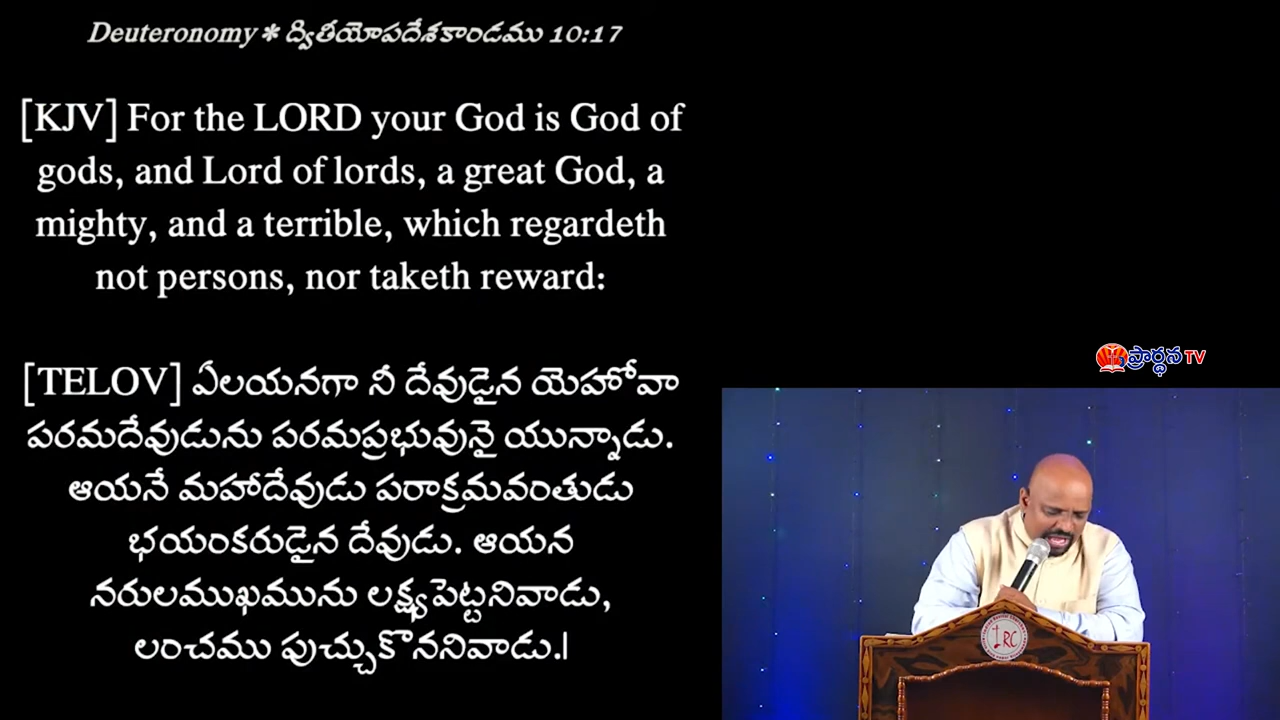 Deuteronomy * ద్వితీయోపదేశకాండము 10:17
[KJV] For the LORD your God is God of
gods, and Lord of lords, a great God, a
mighty, and a terrible, which regardeth
not persons, nor taketh reward:
[TELOV] ఏలయనగా నీ దేవుడైన యెహోవా
పరమదేవుడును పరమప్రభువునై యున్నాడు.
ఆయనే మహాదేవుడు పరాక్రమవంతుడు
భయంకరుడైన దేవుడు. ఆయన
నరులముఖమును లక్ష్యపెట్టనివాడు,
లంచము పుచ్చుకొననివాడు.|
ప్రార్థన TV
LRC